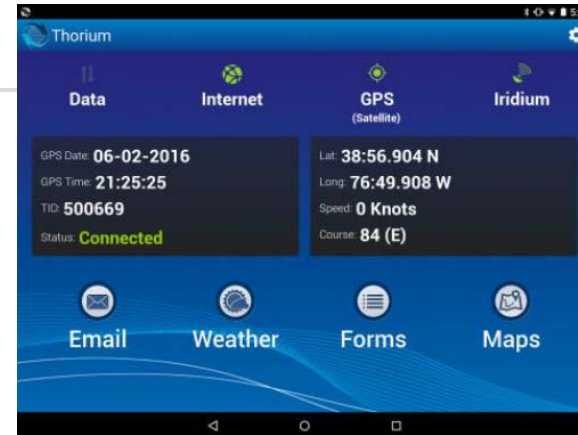 5:
Thorium
Data Internet GPS Iridium
(Satellite)
GPS Date: 06-02-2016
GPS Time: 21:25:25
TID: 500669
Status: Connected
Lat: 38:56.904 N
Long: 76:49.908 W
Speed: 0 Knots
Course: 84 (E)
Email Weather Forms Maps